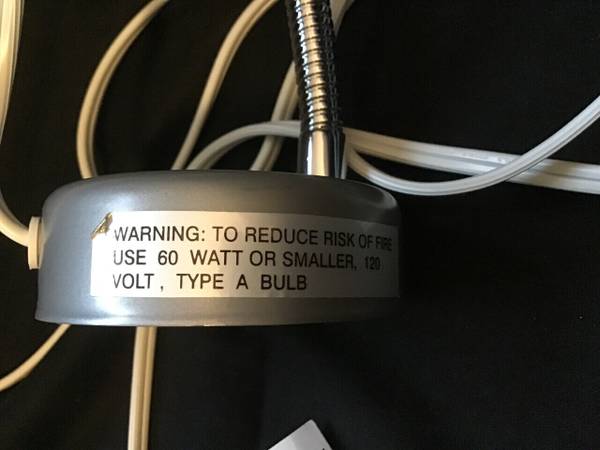 WARNING: TO REDUCE RISK OF FIRE
USE 60 WATT OR SMALLER, 120
VOLT, TYPE A BULB